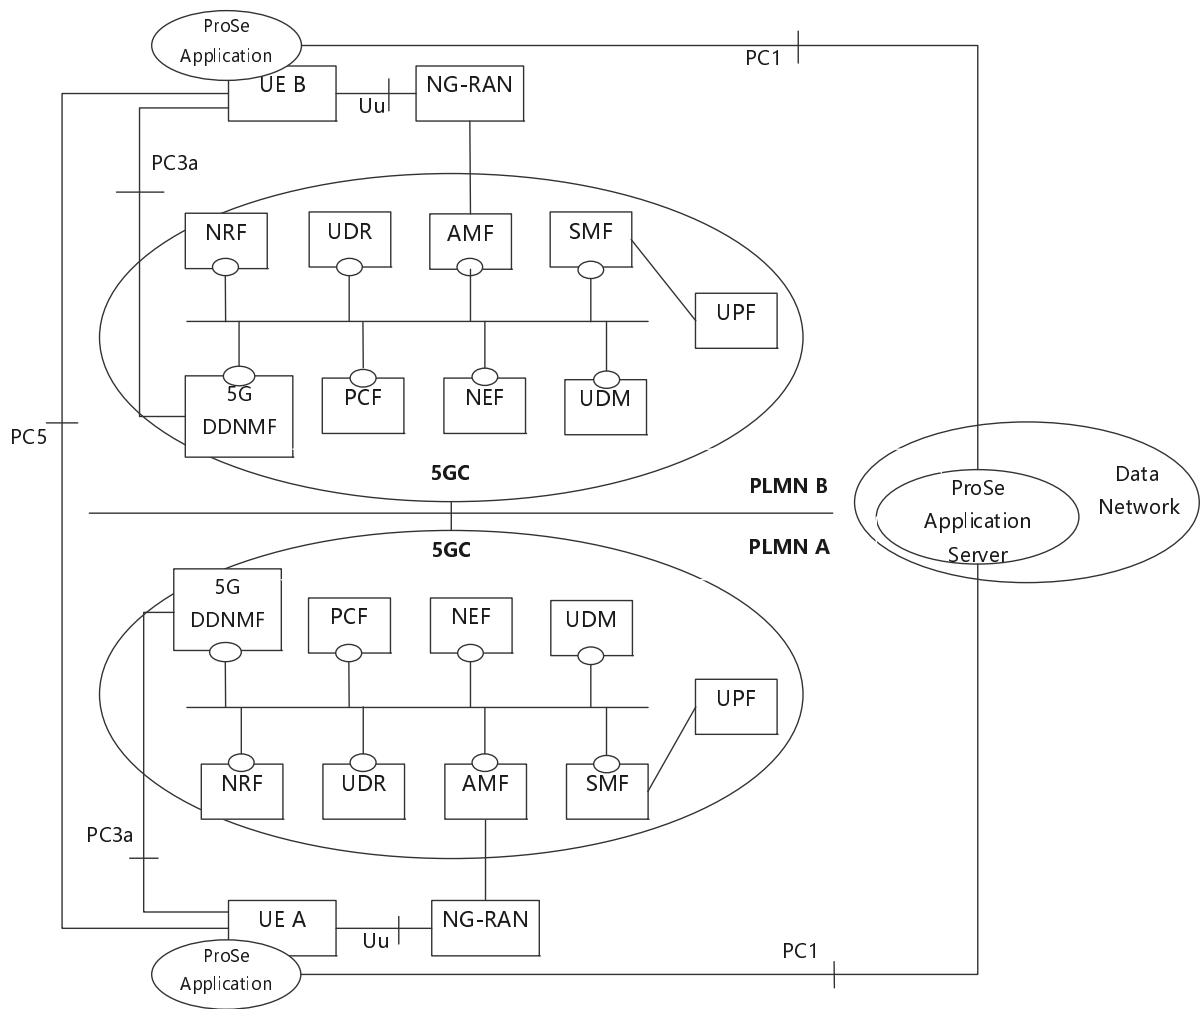 ProSe
Application
PC1
UE B
NG-RAN
Uu
PC3a
NRF
UDR
AMF
SMF
UPF
5G
DDNMF
PCF
NEF
UDM
PC5
5GC
PLMN B
Data
Network
ProSe
Application
Server
5GC
PLMN A
5G
DDNMF
PCF
NEF
UDM
UPF
NRF
UDR
AMF
SMF
PC3a
UE A
NG-RAN
Uu
PC1
ProSe
Application